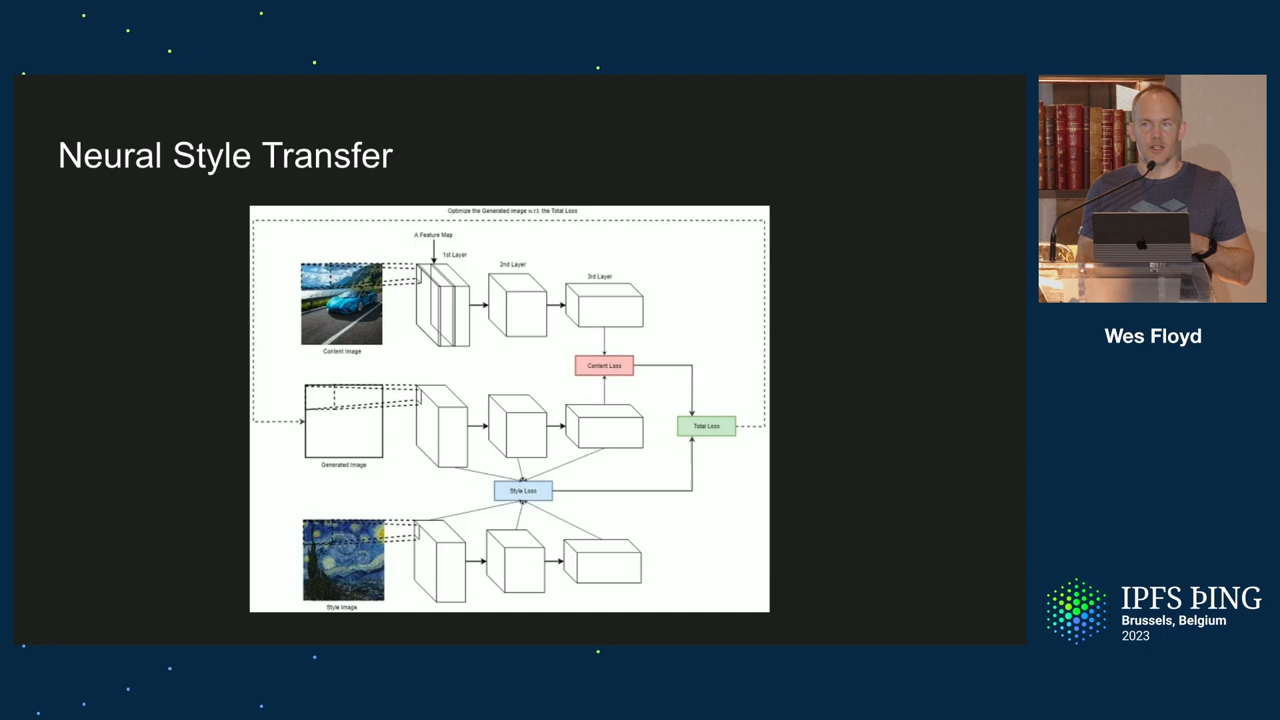 Neural Style Transfer
Optimize the Generated image w.r.t. the Total Loss
A Feature Map
1st Layer
2nd Layer
3rd Layer
Content Image
Content Loss
Total Loss
Generated Image
Style Loss
Style Image
Wes Floyd
IPFS ÞING
Brussels, Belgium
2023